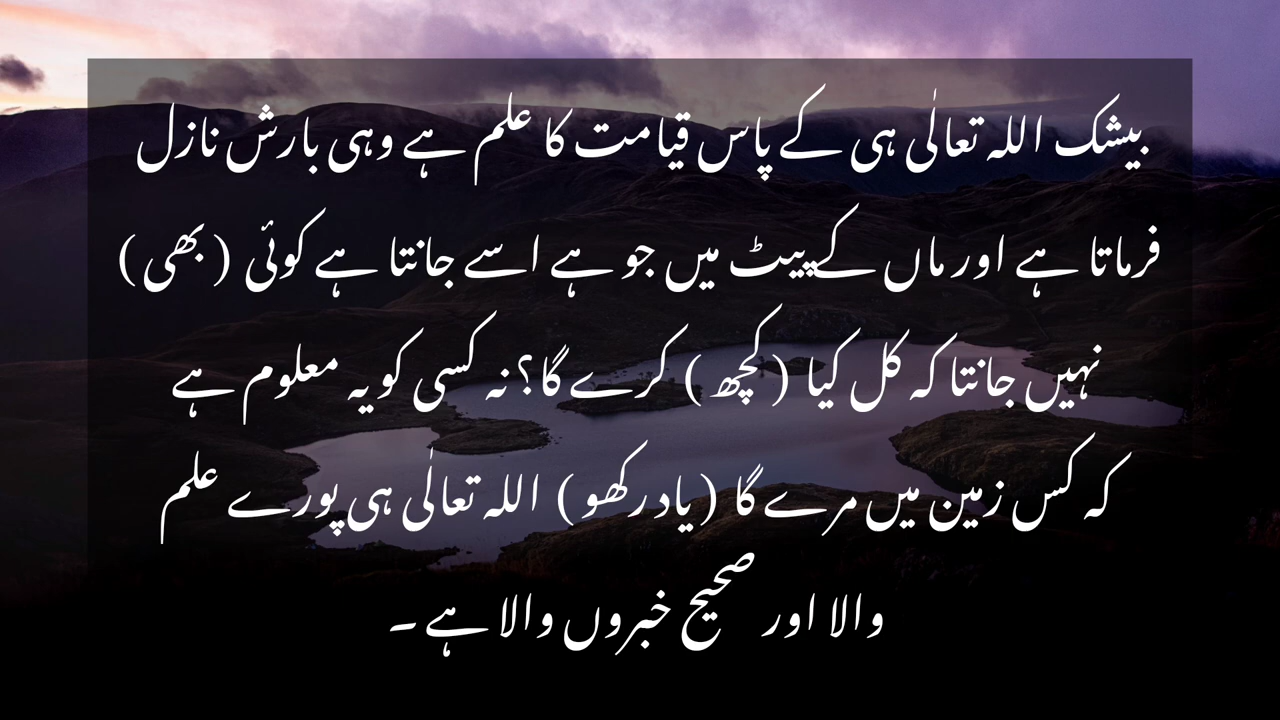 بیشک اللہ تعالٰی ہی کے پاس قیامت کا علم ہے وہی بارش نازل
فرماتا ہے اور ماں کے پیٹ میں جو ہے اسے جانتا ہے کوئی (بھی)
نہیں جانتا کہ کل کیا (کچھ) کرے گا؟ نہ کسی کو یہ معلوم ہے
کہ کس زمین میں مرے گا (یاد رکھو) اللہ تعالٰی ہی پورے علم
والا اور صحیح خبروں والا ہے۔